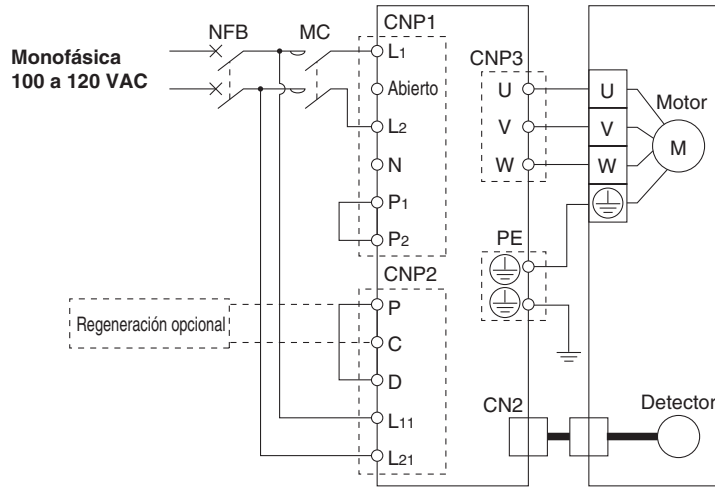 Monofásica
100 a 120 VAC
NFB
MC
CNP1
L1
Abierto
L2
N
P1
P2
CNP2
Regeneración opcional
P
C
D
L11
L21
CNP3
U
V
W
PE
CN2
U
V
W
Motor
M
Detector